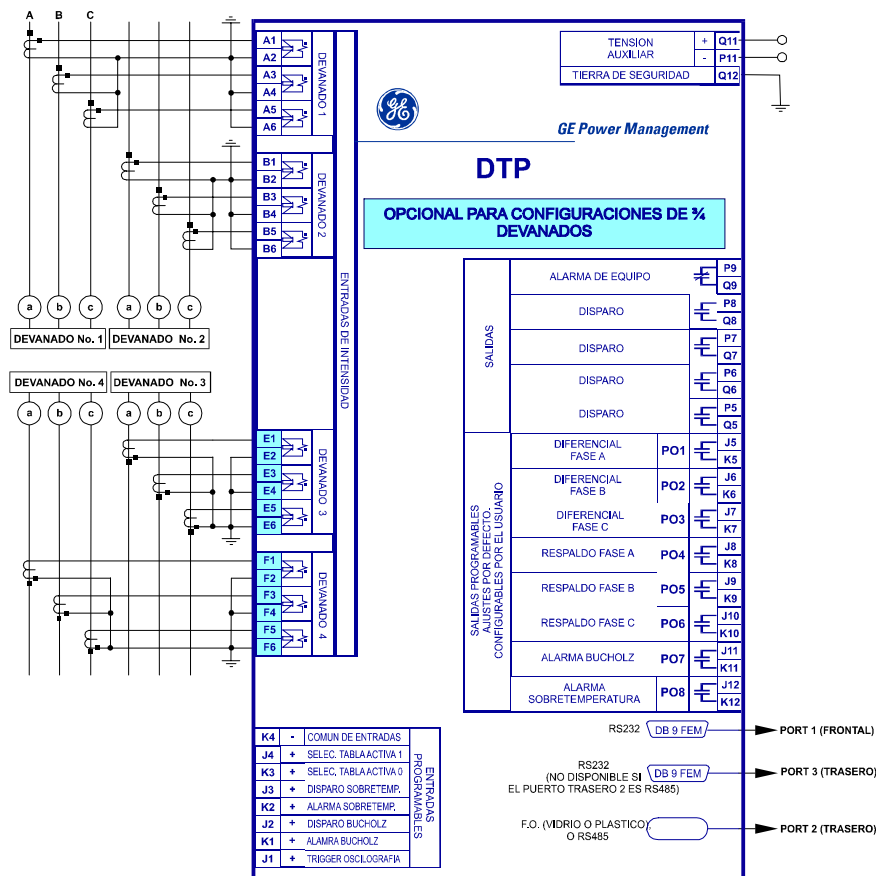 A B C
A1
A2
A3
A4
A5
A6
DEVANADO 1
B1
B2
B3
B4
B5
B6
DEVANADO 2
ENTRADAS DE INTENSIDAD
a b c a b c
DEVANADO No. 1 DEVANADO No. 2
DEVANADO No. 4 DEVANADO No. 3
a b c a b c
E1
E2
E3
E4
E5
E6
DEVANADO 3
F1
F2
F3
F4
F5
F6
DEVANADO 4
TENSION
AUXILIAR
+ Q11
- P11
TIERRA DE SEGURIDAD Q12
GE
GE Power Management
DTP
OPCIONAL PARA CONFIGURACIONES DE ¾
DEVANADOS
SALIDAS
ALARMA DE EQUIPO P9
Q9
DISPARO P8
Q8
DISPARO P7
Q7
DISPARO P6
Q6
DISPARO P5
Q5
SALIDAS PROGRAMABLES
AJUSTES POR DEFECTO.
CONFIGURABLES POR EL USUARIO
DIFERENCIAL
FASE A
PO1 J5
K5
DIFERENCIAL
FASE B
PO2 J6
K6
DIFERENCIAL
FASE C
PO3 J7
K7
RESPALDO FASE A PO4 J8
K8
RESPALDO FASE B PO5 J9
K9
RESPALDO FASE C PO6 J10
K10
ALARMA BUCHOLZ PO7 J11
K11
ALARMA
SOBRETEMPERATURA
PO8 J12
K12
K4 - COMUN DE ENTRADAS
J4 + SELEC. TABLA ACTIVA 1
K3 + SELEC. TABLA ACTIVA 0
J3 + DISPARO SOBRETEMP.
K2 + ALARMA SOBRETEMP.
J2 + DISPARO BUCHOLZ
K1 + ALAMRA BUCHOLZ
J1 + TRIGGER OSCILOGRAFIA
ENTRADAS
PROGRAMABLES
RS232 DB 9 FEM PORT 1 (FRONTAL)
RS232
(NO DISPONIBLE SI
EL PUERTO TRASERO 2 ES RS485)
DB 9 FEM PORT 3 (TRASERO)
F.O. (VIDRIO O PLASTICO)
O RS485
PORT 2 (TRASERO)